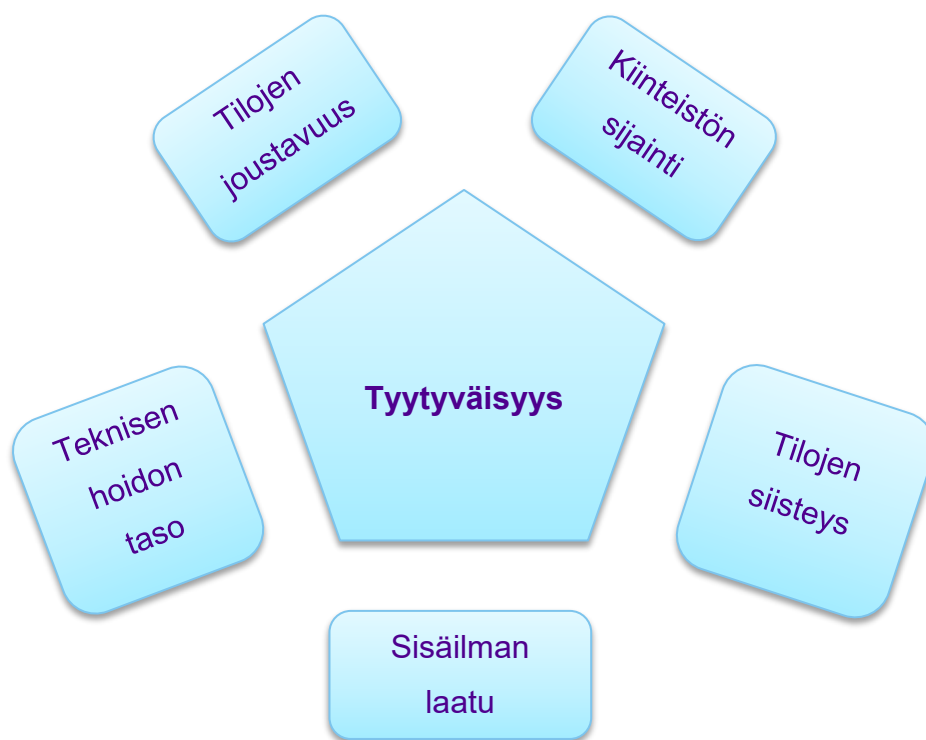 Tilojen
joustavuus
Kiinteistön
sijainti
Tyytyväisyys
Teknisen
hoidon
taso
Tilojen
siisteys
Sisäilman
laatu